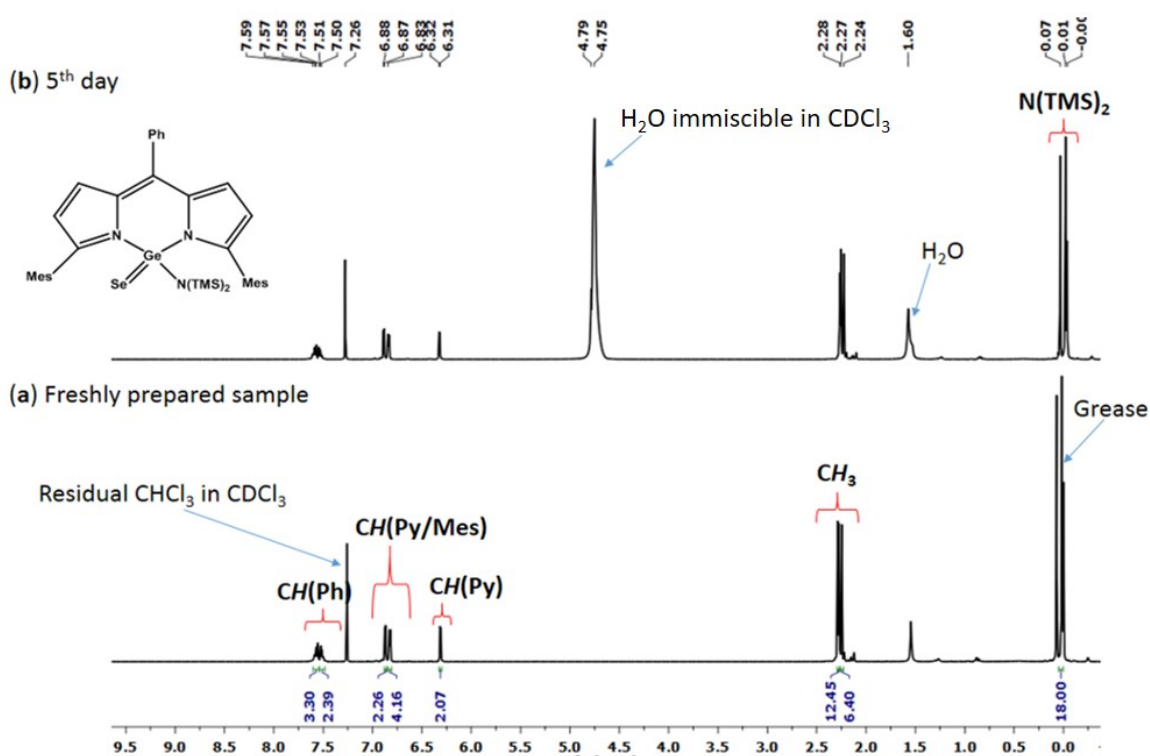 7.59
7.57
7.55
7.53
7.51
7.50
7.26
6.88
6.87
6.83
6.32
6.31
4.79
4.75
2.28
2.27
2.24
1.60
0.07
0.01
(b) 5th day
H2O immiscible in CDCl3
N(TMS)2
Ph
N N
Ge
Mes Se N(TMS)2 Mes
H2O
(a) Freshly prepared sample
Grease
Residual CHCl3 in CDCl3
CH3
CH(Py/Mes)
CH(Ph)
CH(Py)
3.30
2.39
2.26
4.16
2.07
12.45
6.40
18.00
9.5 9.0 8.5 8.0 7.5 7.0 6.5 6.0 5.5 5.0 4.5 4.0 3.5 3.0 2.5 2.0 1.5 1.0 0.5 0.0